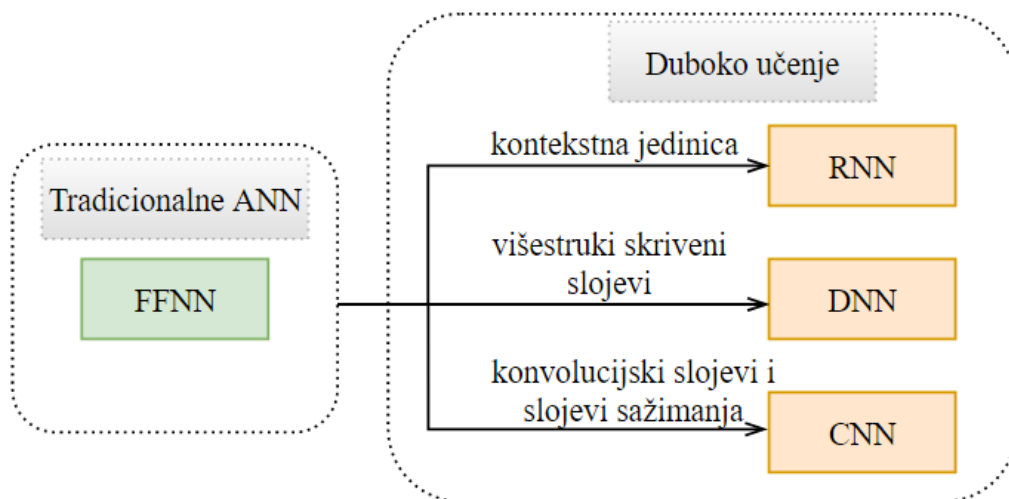 Duboko učenje
kontekstna jedinica
RNN
Tradicionalne ANN
višestruki skriveni
slojevi
FFNN
DNN
konvolucijski slojevi i
slojevi sažimanja
CNN